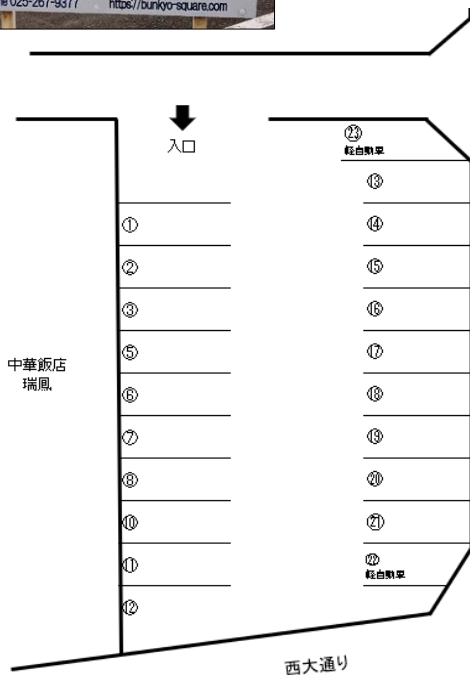 025-267-9377 https://bunkyo-square.com
入口
㉓
軽自動車
⑬
① ⑭
② ⑮
③ ⑯
⑤ ⑰
⑥ ⑱
⑦ ⑲
⑧ ⑳
⑩ ㉑
⑪ ㉒
軽自動車
⑫
中華飯店
瑞鳳
西大通り